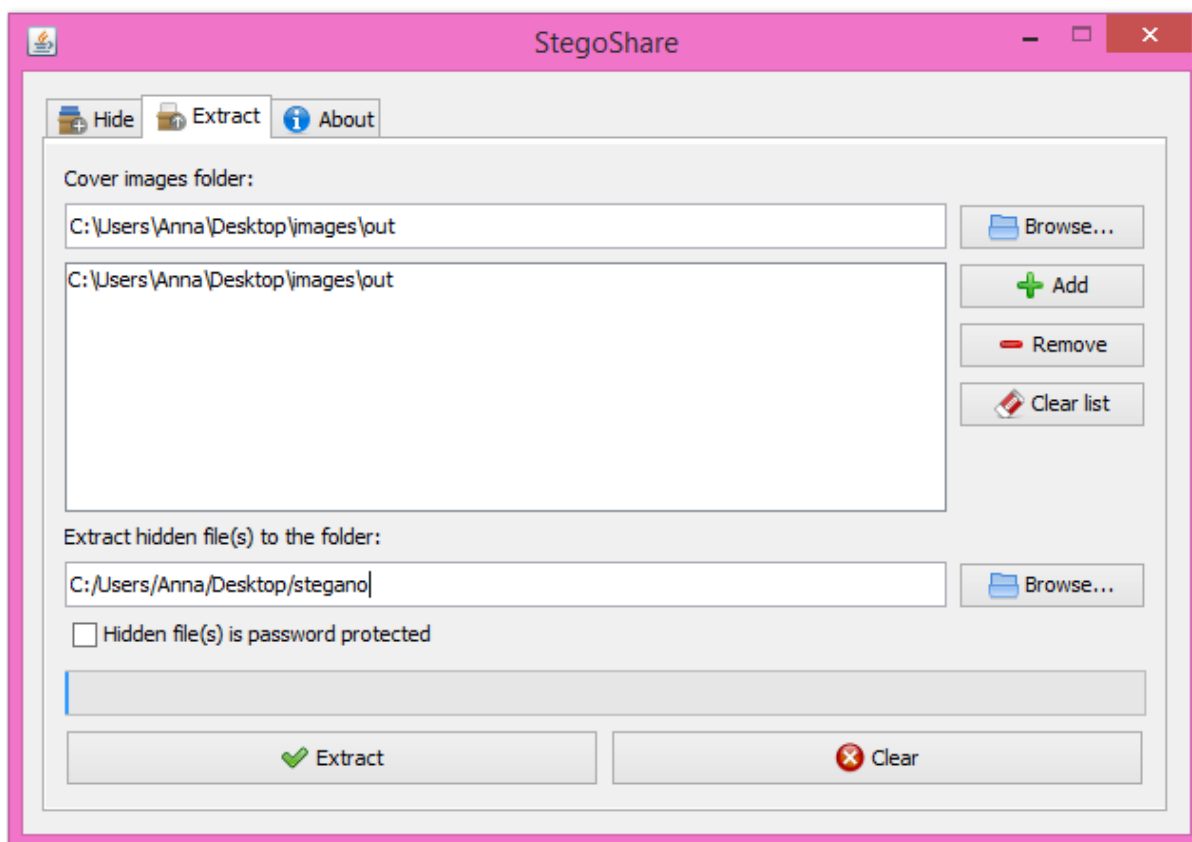 StegoShare
Hide Extract About
Cover images folder:
C:\Users\Anna\Desktop\images\out
Browse...
C:\Users\Anna\Desktop\images\out
Add
Remove
Clear list
Extract hidden file(s) to the folder:
C:/Users/Anna/Desktop/stegano
Browse...
Hidden file(s) is password protected
Extract
Clear